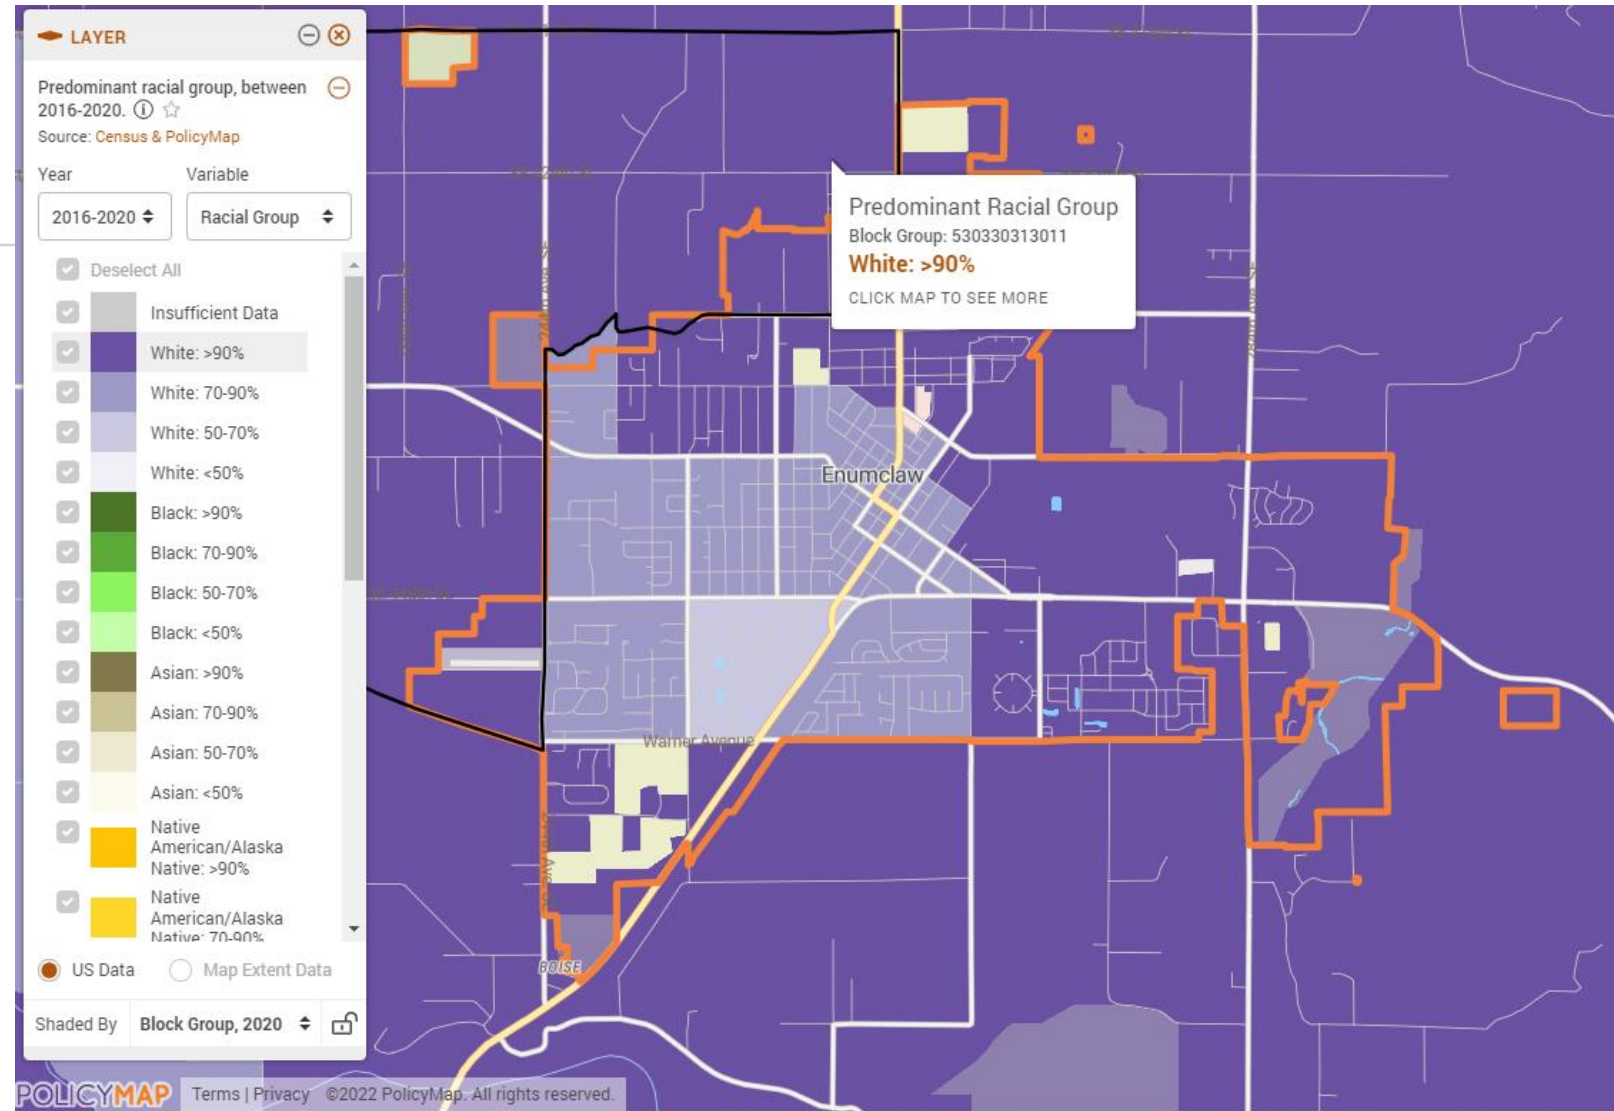 LAYER
Predominant racial group, between
2016-2020.
Source: Census & PolicyMap
Year Variable
2016-2020 Racial Group
Deselect All
Insufficient Data
White: >90%
White: 70-90%
White: 50-70%
White: <50%
Black: >90%
Black: 70-90%
Black: 50-70%
Black: <50%
Asian: >90%
Asian: 70-90%
Asian: 50-70%
Asian: <50%
Native
American/Alaska
Native: >90%
Native
American/Alaska
Native: 70-90%
US Data Map Extent Data
Shaded By Block Group, 2020
Predominant Racial Group
Block Group: 530330313011
White: >90%
CLICK MAP TO SEE MORE
Enumclaw
Warner Avenue
BOISE
POLICYMAP Terms | Privacy ©2022 PolicyMap. All rights reserved.